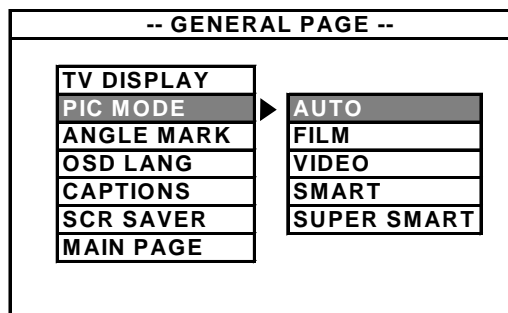 -- GENERAL PAGE --
TV DISPLAY
PIC MODE
ANGLE MARK
OSD LANG
CAPTIONS
SCR SAVER
MAIN PAGE
AUTO
FILM
VIDEO
SMART
SUPER SMART